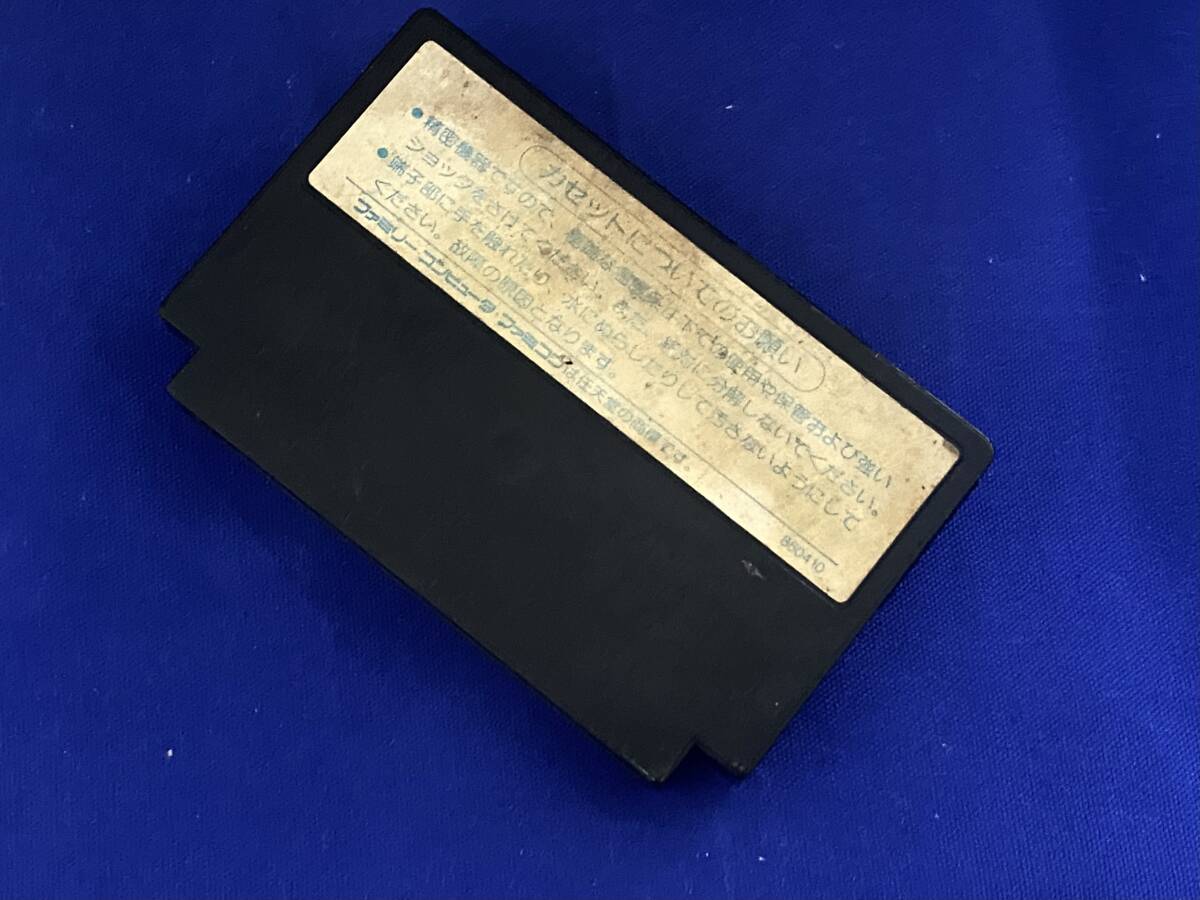 カセットについてのお願い
●精密機器ですので、極端な温度条件下での使用や保管および強い
ショックをさけてください。また、絶対に分解しないでください。
●端子部に手を触れたり、水にぬらしたりして汚さないようにして
ください。故障の原因となります。
ファミリーコンピュータ・ファミコンは任天堂の商標です。
860410